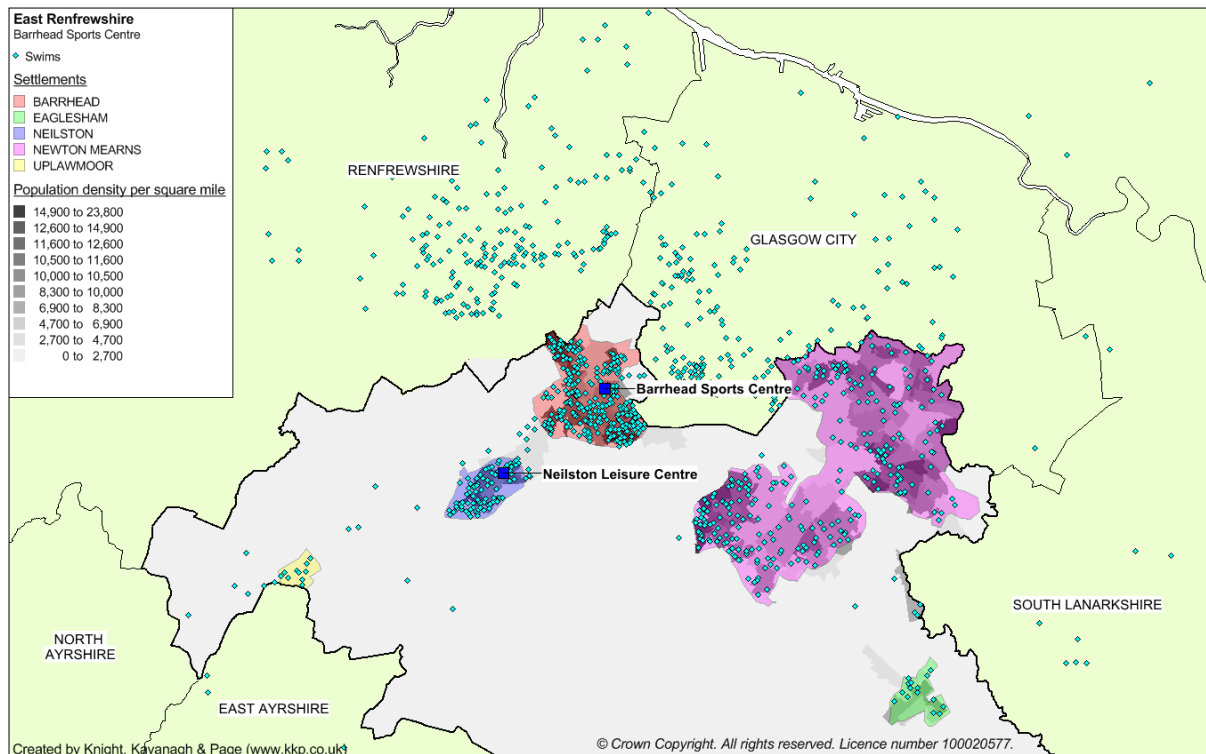 East Renfrewshire
Barrhead Sports Centre
Swims
Settlements
BARRHEAD
EAGLESHAM
NEILSTON
NEWTON MEARNS
UPLAWMOOR
Population density per square mile
14,900 to 23,800
12,600 to 14,900
11,600 to 12,600
10,500 to 11,600
10,000 to 10,500
8,300 to 10,000
6,900 to 8,300
4,700 to 6,900
2,700 to 4,700
0 to 2,700
RENFREWSHIRE
GLASGOW CITY
Barrhead Sports Centre
Neilston Leisure Centre
SOUTH LANARKSHIRE
NORTH
AYRSHIRE
EAST AYRSHIRE
Created by Knight, Kavanagh & Page (www.kkp.co.uk)
© Crown Copyright. All rights reserved. Licence number 100020577.